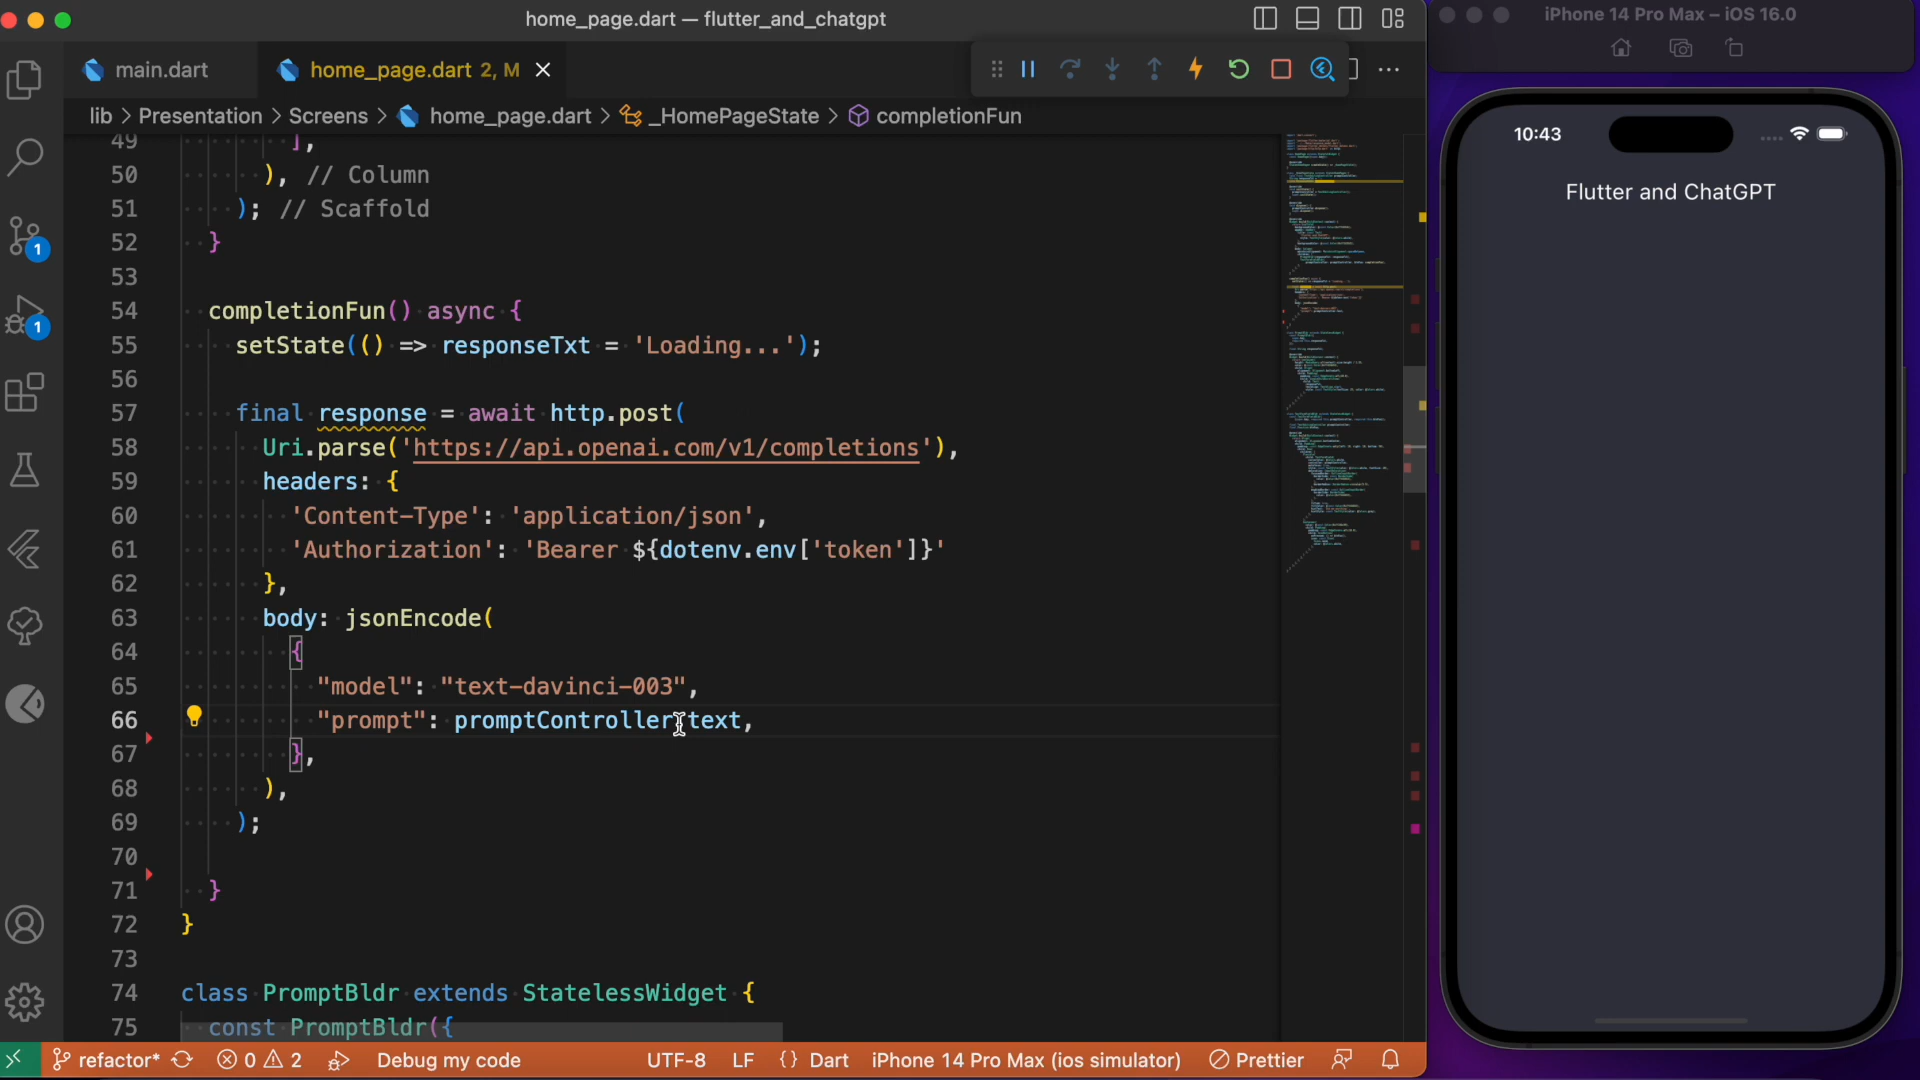 home_page.dart — flutter_and_chatgpt
main.dart
home_page.dart 2, M
lib > Presentation > Screens > home_page.dart > _HomePageState > completionFun
49 ],
50 ), // Column
51 ); // Scaffold
52 }
53
54 completionFun() async {
55 setState(() => responseTxt = 'Loading...');
56
57 final response = await http.post(
58 Uri.parse('https://api.openai.com/v1/completions'),
59 headers: {
60 'Content-Type': 'application/json',
61 'Authorization': 'Bearer ${dotenv.env['token']}'
62 },
63 body: jsonEncode(
64 {
65 "model": "text-davinci-003",
66 "prompt": promptController.text,
67 },
68 ),
69 );
70
71 }
72 }
73
74 class PromptBldr extends StatelessWidget {
75 const PromptBldr({
1
1
refactor* 0 2 Debug my code UTF-8 LF {} Dart iPhone 14 Pro Max (ios simulator) Prettier
iPhone 14 Pro Max – iOS 16.0
10:43
Flutter and ChatGPT